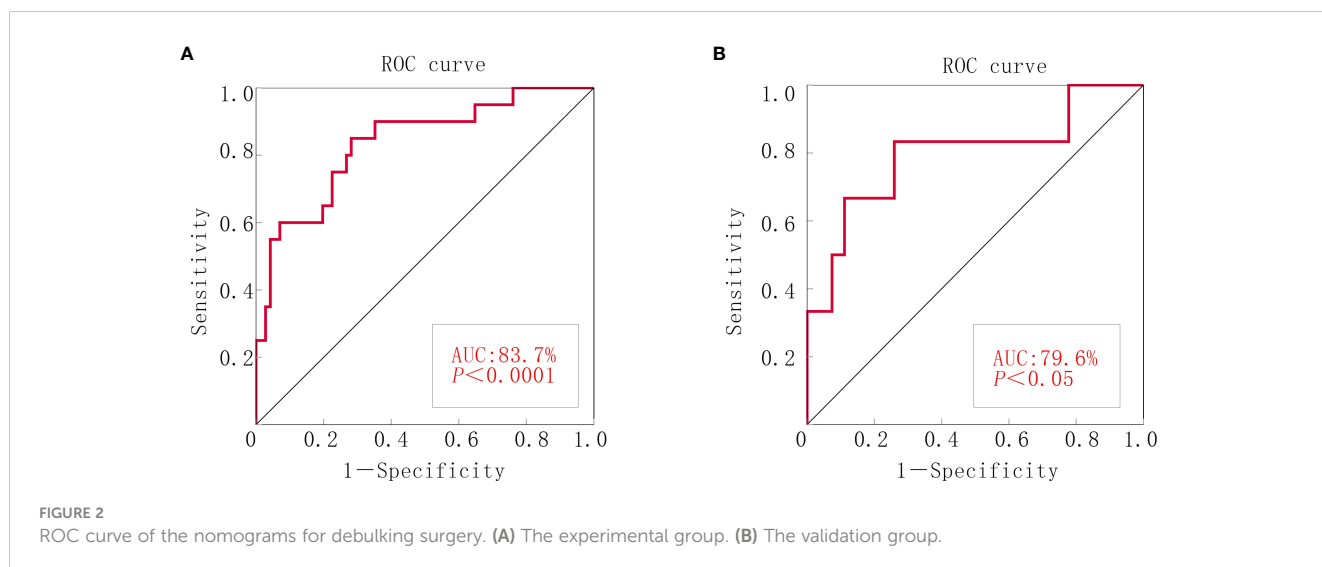 A
ROC curve
1.0
0.8
0.6
0.4
0.2
0
0.2
0.4
0.6
0.8
1.0
Sensitivity
1—Specificity
AUC:83.7%
P<0.0001
B
ROC curve
1.0
0.8
0.6
0.4
0.2
0
0.2
0.4
0.6
0.8
1.0
Sensitivity
1—Specificity
AUC:79.6%
P<0.05
FIGURE 2
ROC curve of the nomograms for debulking surgery. (A) The experimental group. (B) The validation group.